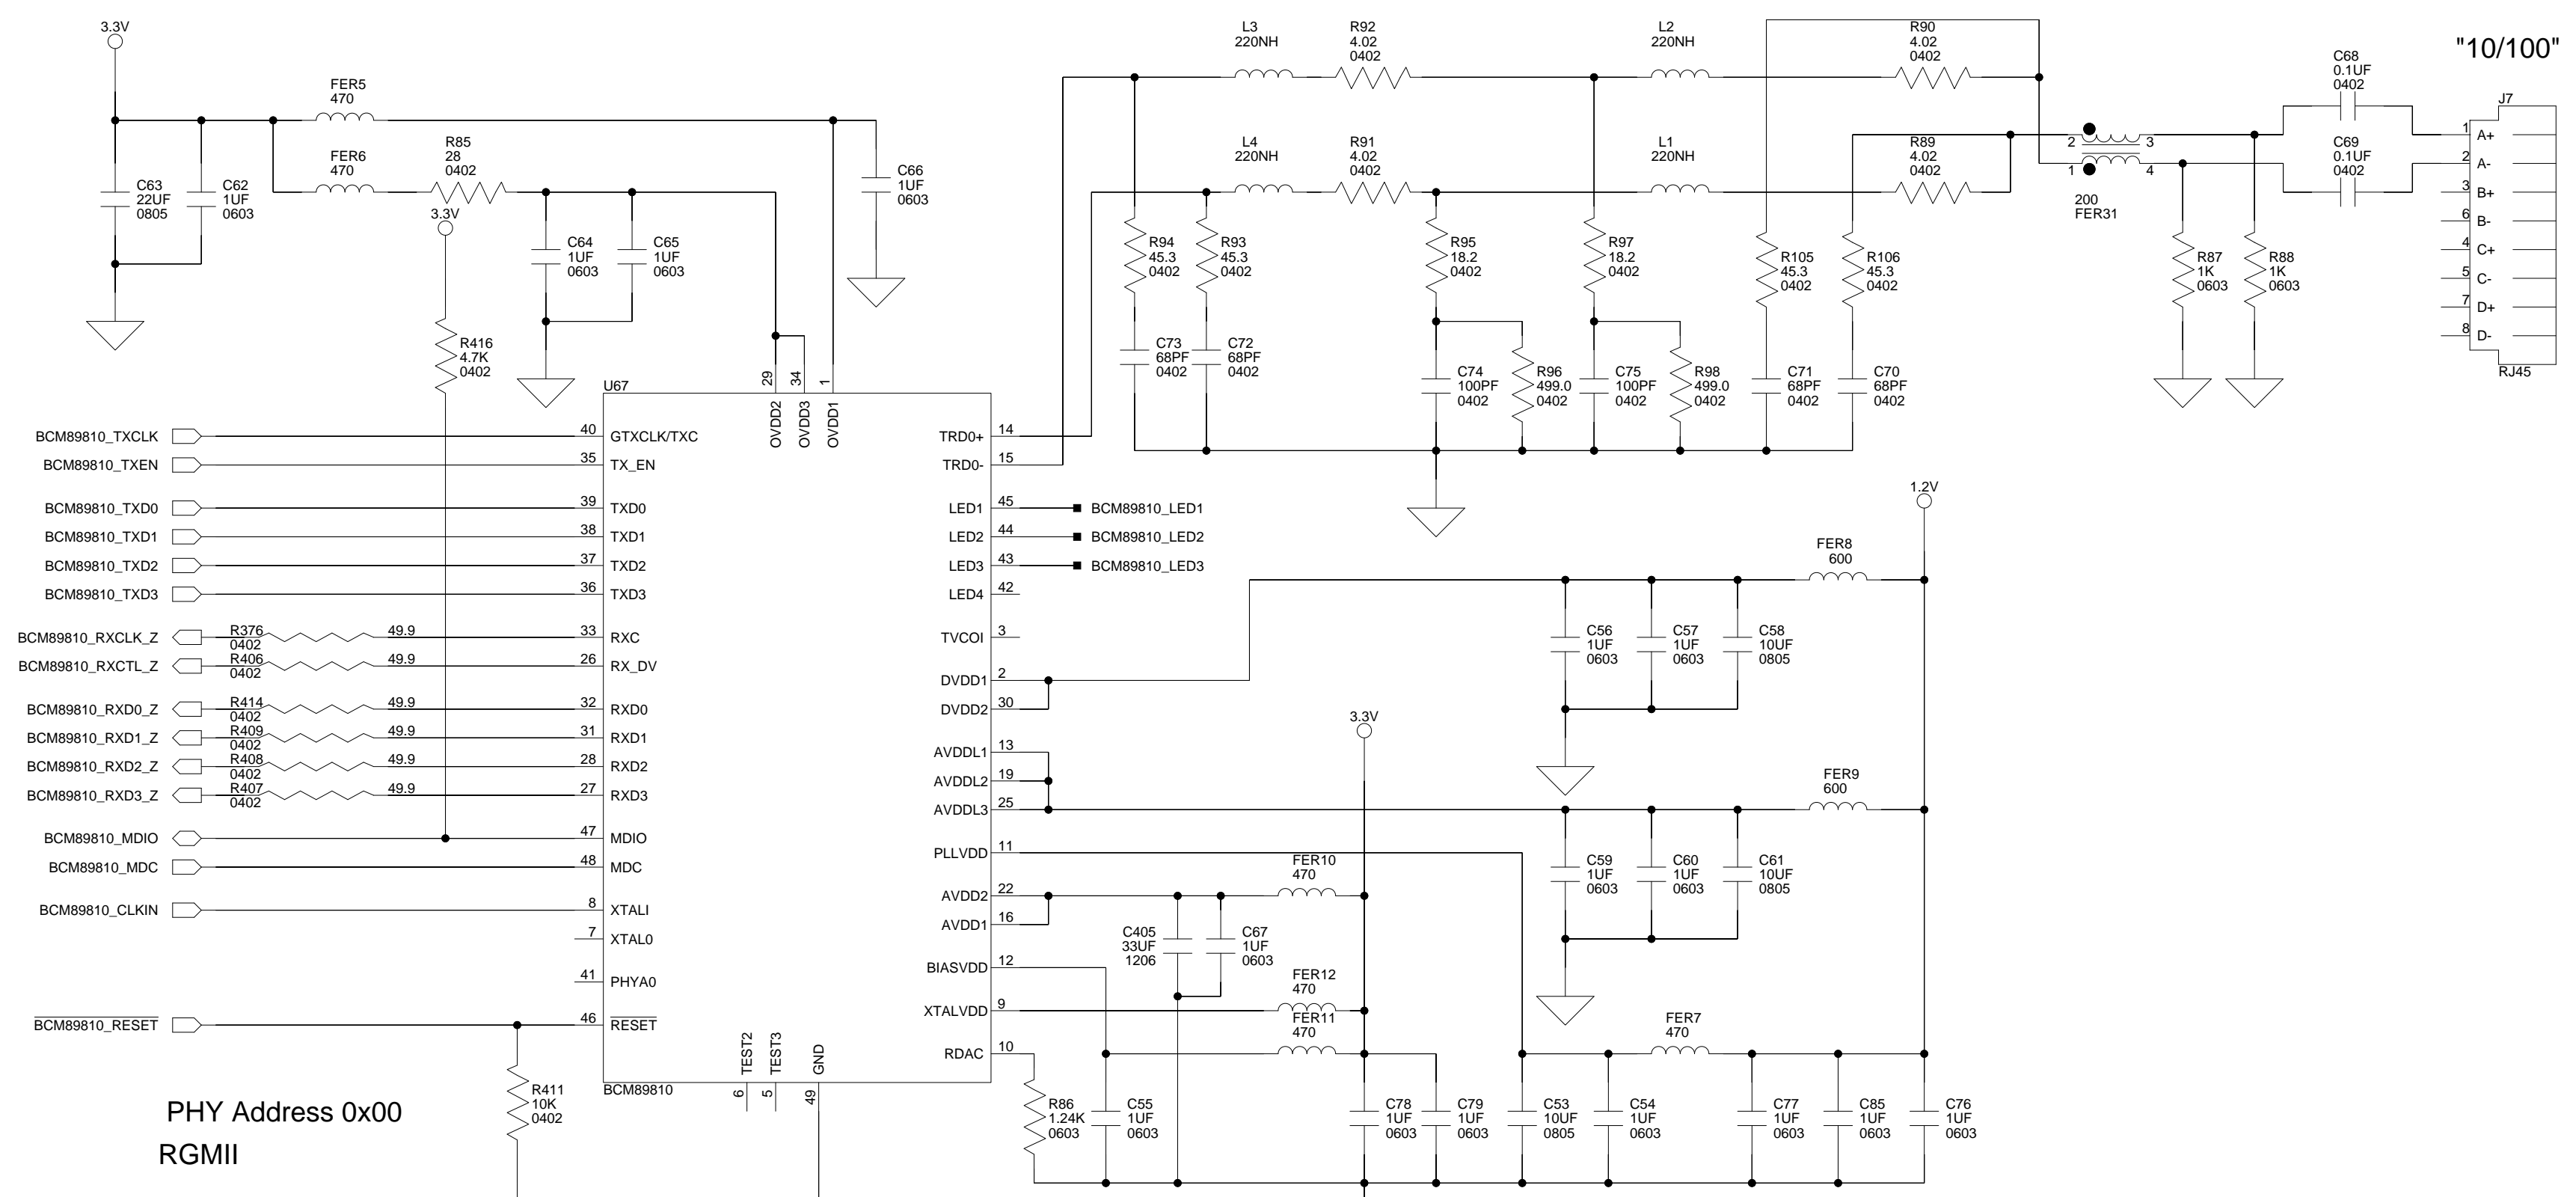 3.3V
FER5
470
FER6
470
R85
28
0402
C63
22UF
0805
C62
1UF
0603
3.3V
C64
1UF
0603
C65
1UF
0603
C66
1UF
0603
R416
4.7K
0402
L3
220NH
R92
4.02
0402
L2
220NH
R90
4.02
0402
L4
220NH
R91
4.02
0402
L1
220NH
R89
4.02
0402
"10/100"
C68
0.1UF
0402
C69
0.1UF
0402
J7
1 A+
2 A-
3 B+
6 B-
4 C+
5 C-
7 D+
8 D-
RJ45
2 3
1 4
200
FER31
R94
45.3
0402
R93
45.3
0402
R95
18.2
0402
R97
18.2
0402
R105
45.3
0402
R106
45.3
0402
R87
1K
0603
R88
1K
0603
C73
68PF
0402
C72
68PF
0402
C74
100PF
0402
R96
499.0
0402
C75
100PF
0402
R98
499.0
0402
C71
68PF
0402
C70
68PF
0402
U67
29 OVDD2
34 OVDD3
1 OVDD1
BCM89810_TXCLK 40 GTXCLK/TXC
BCM89810_TXEN 35 TX_EN
BCM89810_TXD0 39 TXD0
BCM89810_TXD1 38 TXD1
BCM89810_TXD2 37 TXD2
BCM89810_TXD3 36 TXD3
BCM89810_RXCLK_Z R376 0402 49.9 33 RXC
BCM89810_RXCTL_Z R406 0402 49.9 26 RX_DV
BCM89810_RXD0_Z R414 0402 49.9 32 RXD0
BCM89810_RXD1_Z R409 0402 49.9 31 RXD1
BCM89810_RXD2_Z R408 0402 49.9 28 RXD2
BCM89810_RXD3_Z R407 0402 49.9 27 RXD3
BCM89810_MDIO 47 MDIO
BCM89810_MDC 48 MDC
BCM89810_CLKIN 8 XTALI
7 XTAL0
41 PHYA0
BCM89810_RESET 46 RESET
TRD0+ 14
TRD0- 15
LED1 45 BCM89810_LED1
LED2 44 BCM89810_LED2
LED3 43 BCM89810_LED3
LED4 42
TVCOI 3
DVDD1 2
DVDD2 30
AVDDL1 13
AVDDL2 19
AVDDL3 25
PLLVDD 11
AVDD2 22
AVDD1 16
BIASVDD 12
XTALVDD 9
RDAC 10
TEST2 6
TEST3 5
GND 49
BCM89810
R411
10K
0402
PHY Address 0x00
RGMII
1.2V
FER8
600
C56
1UF
0603
C57
1UF
0603
C58
10UF
0805
3.3V
FER9
600
C59
1UF
0603
C60
1UF
0603
C61
10UF
0805
FER10
470
C405
33UF
1206
C67
1UF
0603
FER12
470
FER11
470
FER7
470
R86
1.24K
0603
C55
1UF
0603
C78
1UF
0603
C79
1UF
0603
C53
10UF
0805
C54
1UF
0603
C77
1UF
0603
C85
1UF
0603
C76
1UF
0603